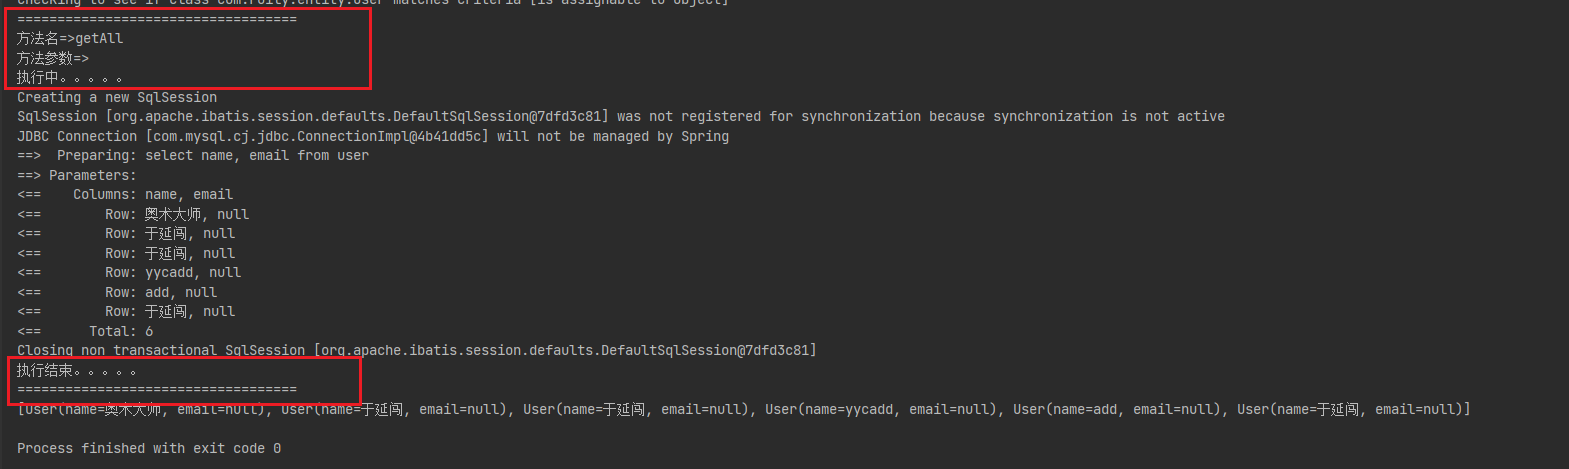 Checking to see if class com.Fully.entity.User matches criteria [is assignable to Object]
===================================
方法名=>getAll
方法参数=>
执行中。。。。。
Creating a new SqlSession
SqlSession [org.apache.ibatis.session.defaults.DefaultSqlSession@7dfd3c81] was not registered for synchronization because synchronization is not active
JDBC Connection [com.mysql.cj.jdbc.ConnectionImpl@4b41dd5c] will not be managed by Spring
==>  Preparing: select name, email from user
==> Parameters:
<==    Columns: name, email
<==        Row: 奥术大师, null
<==        Row: 于延闯, null
<==        Row: 于延闯, null
<==        Row: yycadd, null
<==        Row: add, null
<==        Row: 于延闯, null
<==      Total: 6
Closing non transactional SqlSession [org.apache.ibatis.session.defaults.DefaultSqlSession@7dfd3c81]
执行结束。。。。。
===================================
[User(name=奥术大师, email=null), User(name=于延闯, email=null), User(name=于延闯, email=null), User(name=yycadd, email=null), User(name=add, email=null), User(name=于延闯, email=null)]
Process finished with exit code 0